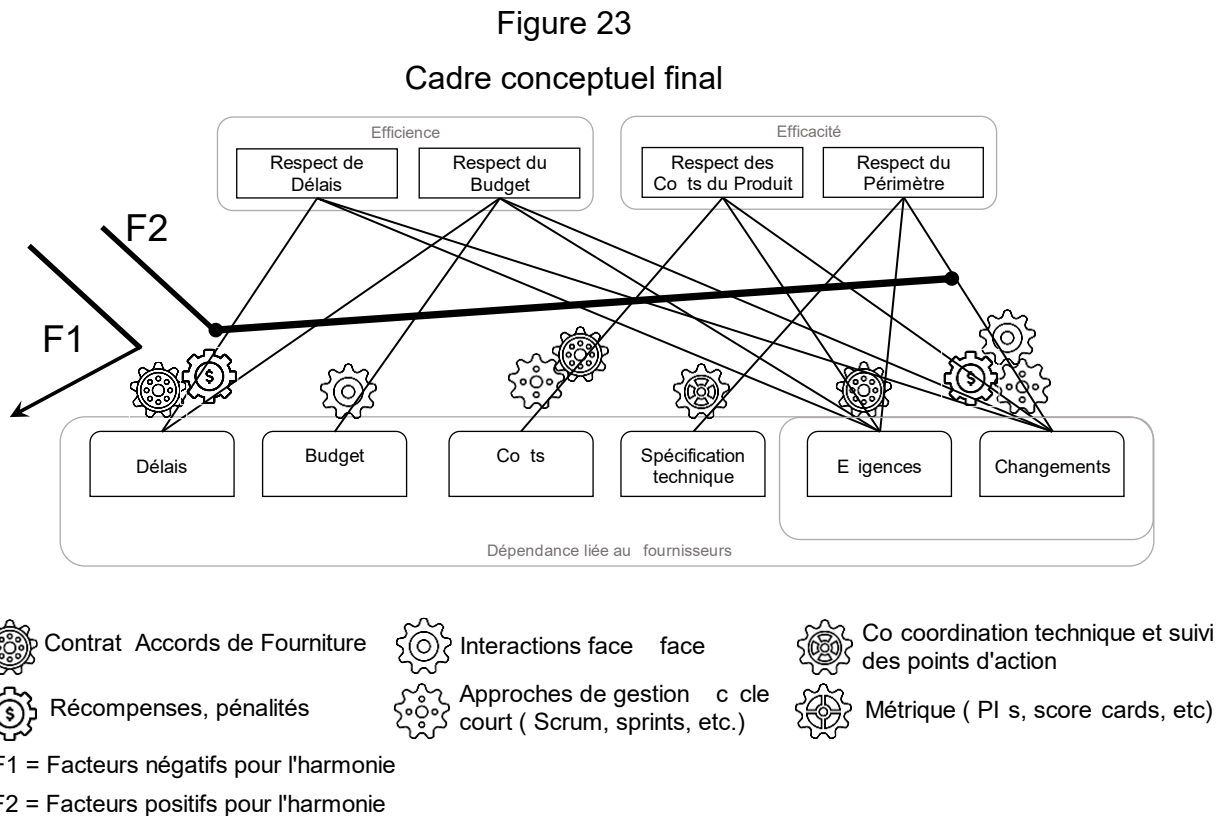 Figure 23
Cadre conceptuel final
Efficience
Efficacité
Respect de
Délais
Respect du
Budget
Respect des
Co ts du Produit
Respect du
Périmètre
F2
F1
$
$
Délais
Budget
Co ts
Spécification
technique
E igences
Changements
Dépendance liée au fournisseurs
Contrat Accords de Fourniture
Interactions face face
Co coordination technique et suivi
des points d'action
$
Récompenses, pénalités
Approches de gestion c cle
court ( Scrum, sprints, etc.)
Métrique ( PI s, score cards, etc)
F1 = Facteurs négatifs pour l'harmonie
F2 = Facteurs positifs pour l'harmonie